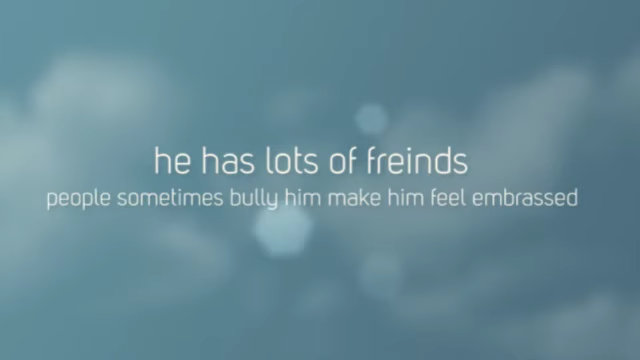 he has lots of freinds
people sometimes bully him make him feel embrassed